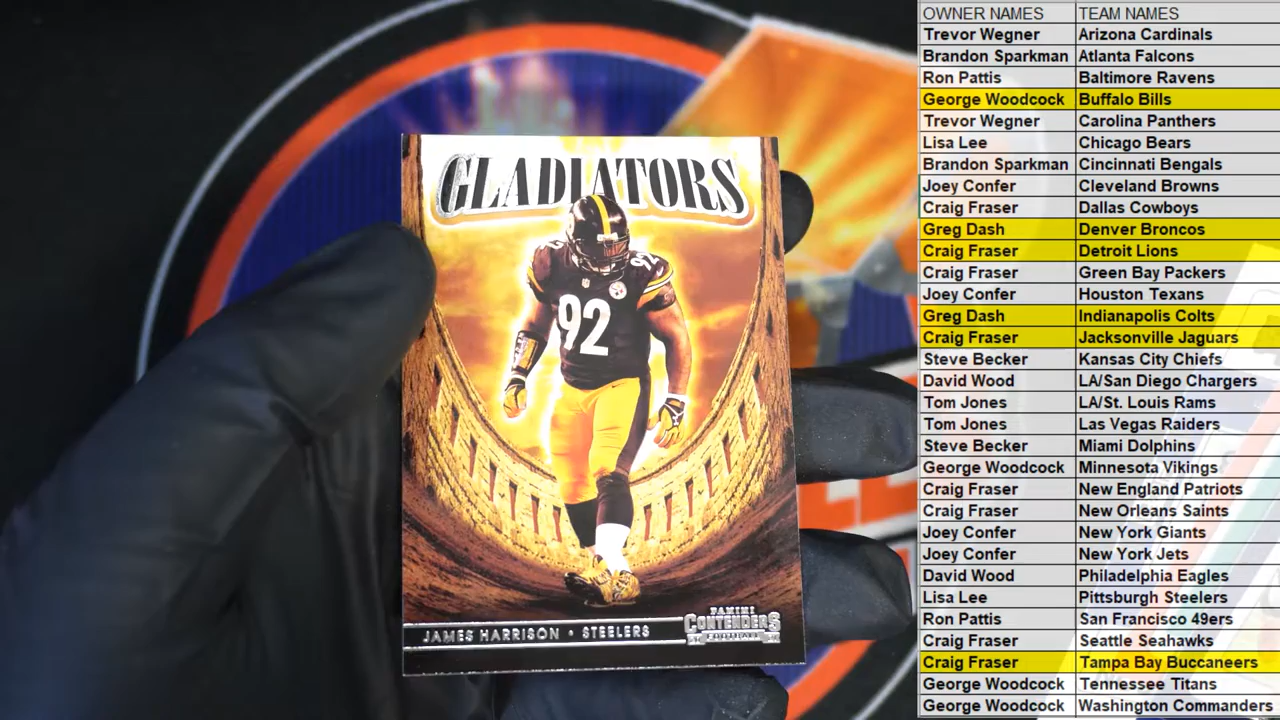 GLADIATORS
92
92
92
JAMES HARRISON • STEELERS
PANINI
CONTENDERS
FOOTBALL
OWNER NAMES TEAM NAMES
Trevor Wegner Arizona Cardinals
Brandon Sparkman Atlanta Falcons
Ron Pattis Baltimore Ravens
George Woodcock Buffalo Bills
Trevor Wegner Carolina Panthers
Lisa Lee Chicago Bears
Brandon Sparkman Cincinnati Bengals
Joey Confer Cleveland Browns
Craig Fraser Dallas Cowboys
Greg Dash Denver Broncos
Craig Fraser Detroit Lions
Craig Fraser Green Bay Packers
Joey Confer Houston Texans
Greg Dash Indianapolis Colts
Craig Fraser Jacksonville Jaguars
Steve Becker Kansas City Chiefs
David Wood LA/San Diego Chargers
Tom Jones LA/St. Louis Rams
Tom Jones Las Vegas Raiders
Steve Becker Miami Dolphins
George Woodcock Minnesota Vikings
Craig Fraser New England Patriots
Craig Fraser New Orleans Saints
Joey Confer New York Giants
Joey Confer New York Jets
David Wood Philadelphia Eagles
Lisa Lee Pittsburgh Steelers
Ron Pattis San Francisco 49ers
Craig Fraser Seattle Seahawks
Craig Fraser Tampa Bay Buccaneers
George Woodcock Tennessee Titans
George Woodcock Washington Commanders